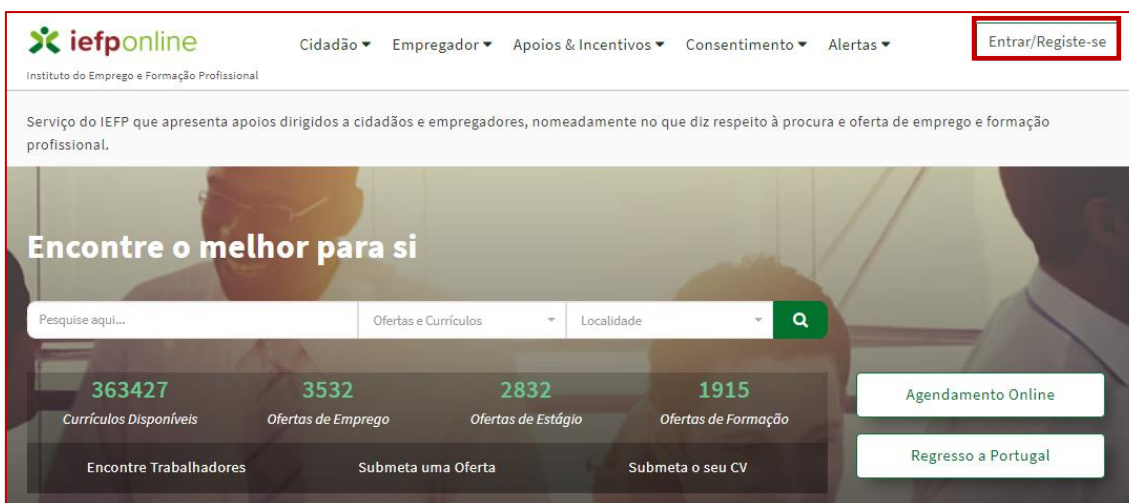 iefponline
Cidadão Empregador Apoios & Incentivos Consentimento Alertas Entrar/Registe-se
Instituto do Emprego e Formação Profissional
Serviço do IEFP que apresenta apoios dirigidos a cidadãos e empregadores, nomeadamente no que diz respeito à procura e oferta de emprego e formação
profissional.
Encontre o melhor para si
Pesquise aqui... Ofertas e Currículos Localidade
363427 3532 2832 1915
Currículos Disponíveis Ofertas de Emprego Ofertas de Estágio Ofertas de Formação
Agendamento Online
Encontre Trabalhadores Submeta uma Oferta Submeta o seu CV
Regresso a Portugal